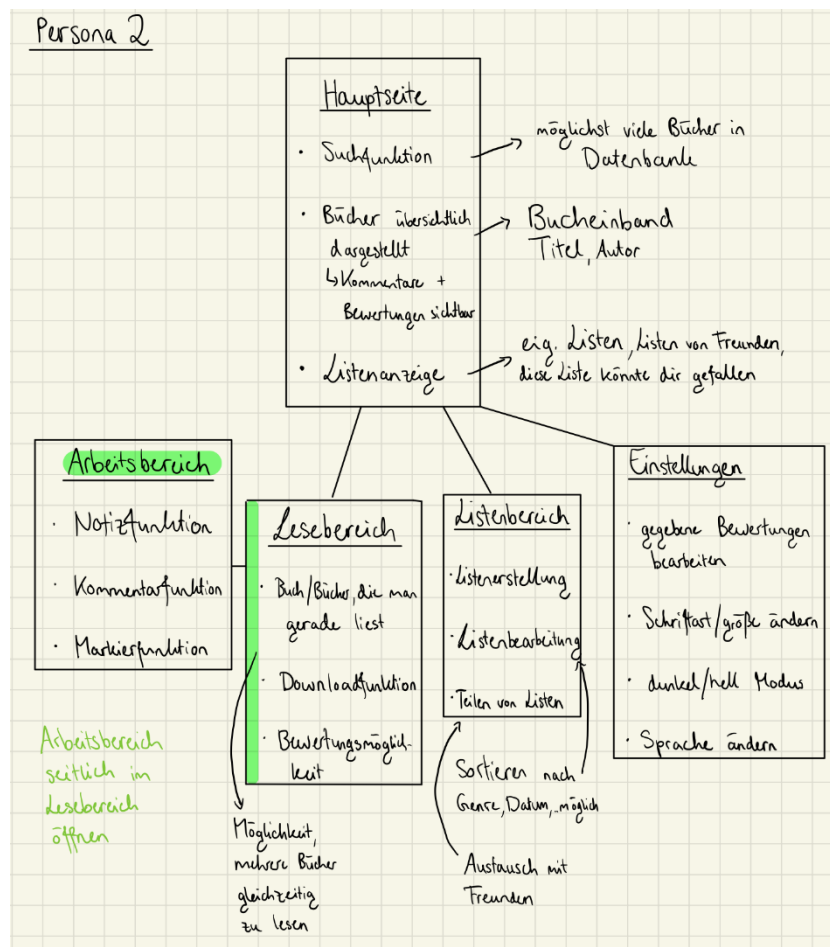 Persona 2
Hauptseite
· Suchfunktion
möglichst viele Bücher in
Datenbank
· Bücher übersichtlich
dargestellt
↳ Kommentare +
Bewertungen sichtbar
Bucheinband
Titel, Autor
· Listenanzeige
eig. Listen, Listen von Freunden,
diese Liste könnte dir gefallen
Arbeitsbereich
· Notizfunktion
· Kommentarfunktion
· Markierfunktion
Arbeitsbereich
seitlich im
Lesebereich
öffnen
Lesebereich
· Buch/Bücher, die man
gerade liest
· Downloadfunktion
· Bewertungsmöglich-
keit
Möglichkeit,
mehrere Bücher
gleichzeitig
zu lesen
Listenbereich
· Listenerstellung
· Listenbearbeitung
· Teilen von Listen
Sortieren nach
Genre, Datum,... möglich
Austausch mit
Freunden
Einstellungen
· gegebene Bewertungen
bearbeiten
· Schriftart/größe ändern
· dunkel/hell Modus
· Sprache ändern